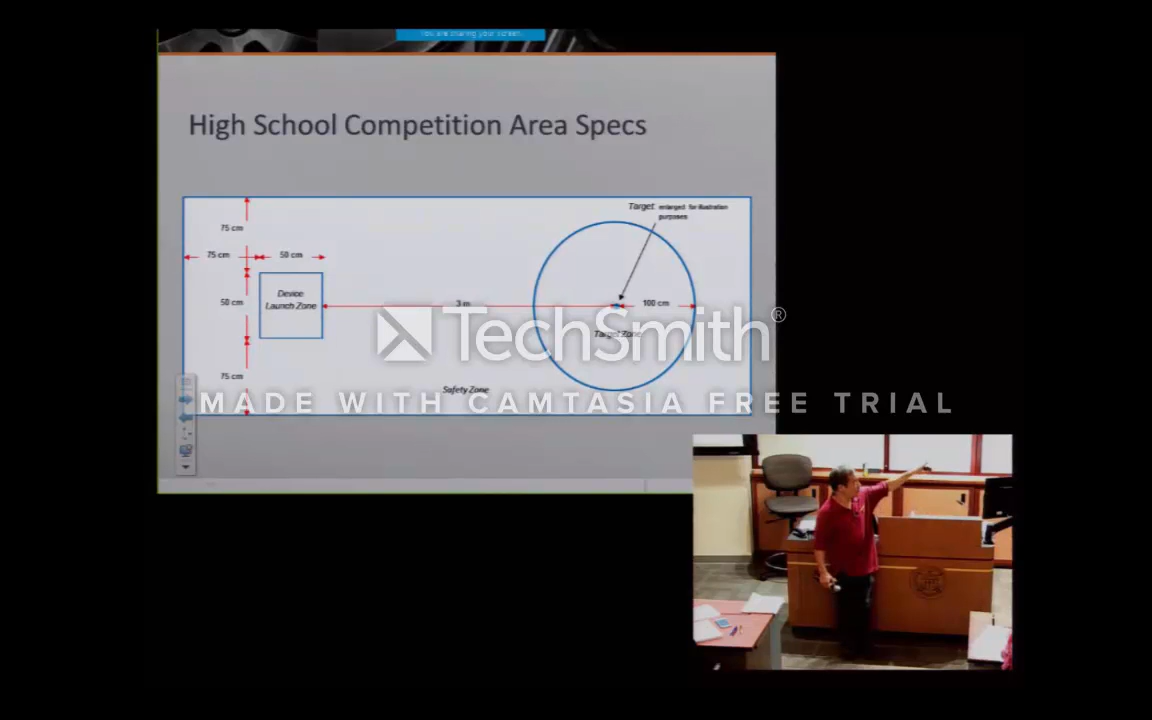 You are sharing your screen.
High School Competition Area Specs
Target: enlarged for illustration
purposes
75 cm
75 cm
50 cm
50 cm
Device
Launch Zone
3 m
100 cm
Target Zone
75 cm
Safety Zone
TechSmith®
MADE WITH CAMTASIA FREE TRIAL